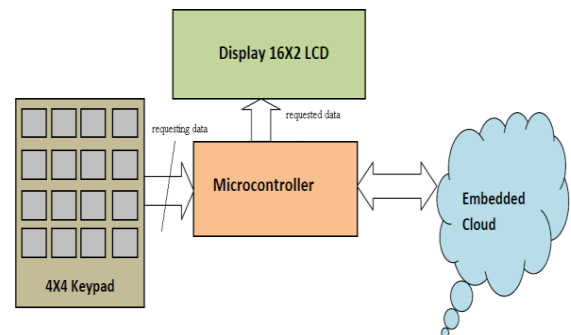 Display 16X2 LCD
requesting data
requested data
Microcontroller
Embedded
Cloud
4X4 Keypad